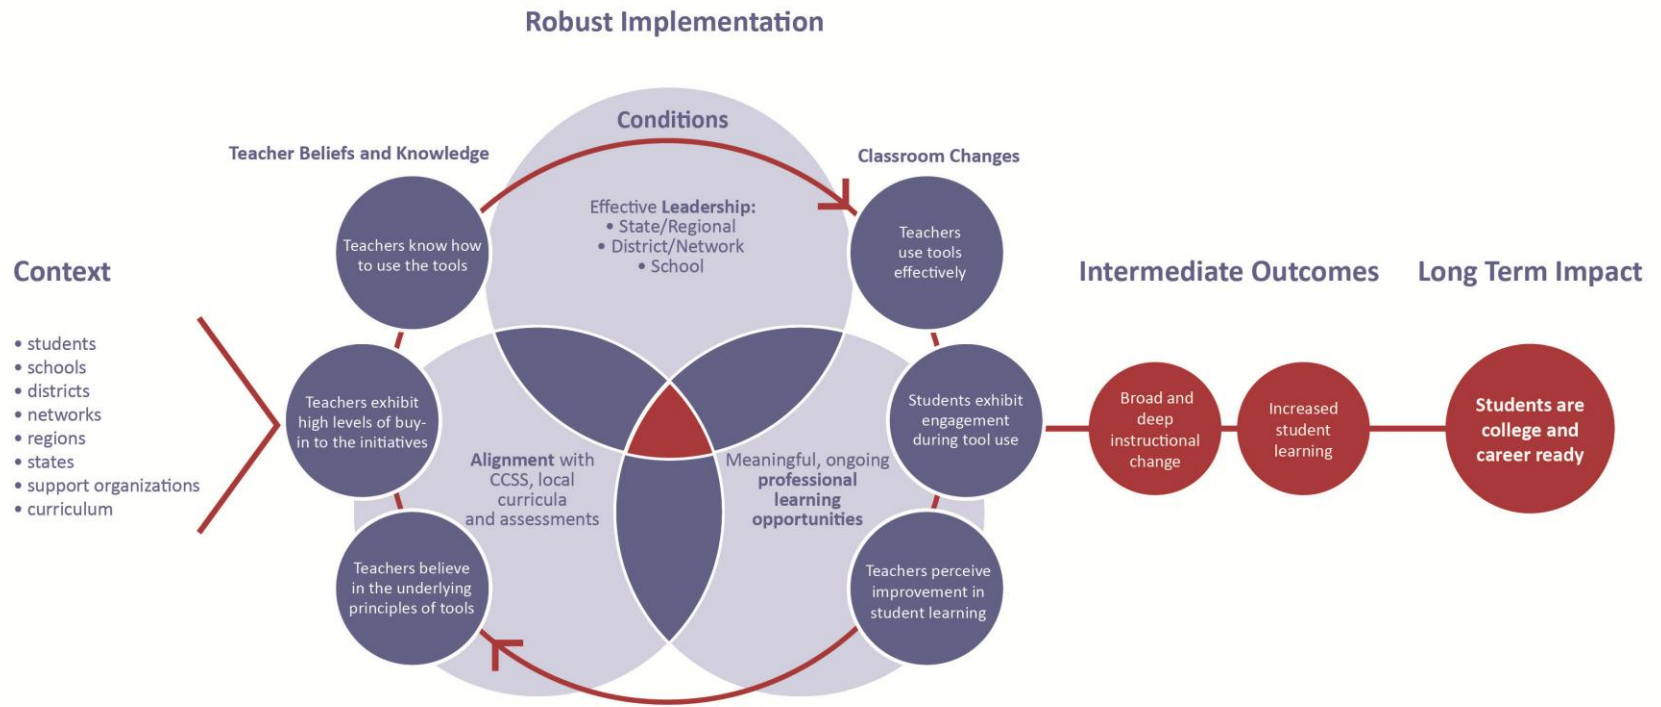 Robust Implementation
Context
• students
• schools
• districts
• networks
• regions
• states
• support organizations
• curriculum
Teacher Beliefs and Knowledge
Teachers know how
to use the tools
Teachers exhibit
high levels of buy-
in to the initiatives
Teachers believe
in the underlying
principles of tools
Conditions
Effective Leadership:
• State/Regional
• District/Network
• School
Alignment with
CCSS, local
curricula
and assessments
Meaningful, ongoing
professional
learning
opportunities
Classroom Changes
Teachers
use tools
effectively
Students exhibit
engagement
during tool use
Teachers perceive
improvement in
student learning
Intermediate Outcomes
Broad and
deep
instructional
change
Increased
student
learning
Long Term Impact
Students are
college and
career ready